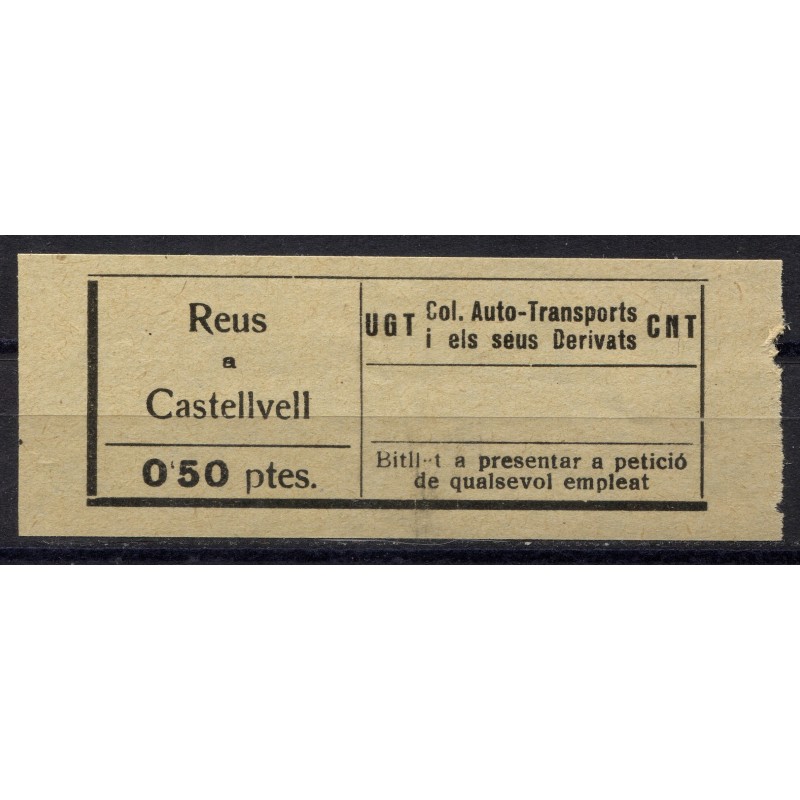 Reus
a
Castellvell
0'50 ptes.
UGT Col. Auto-Transports CNT
i els seus Derivats
Bitll·t a presentar a petició
de qualsevol empleat